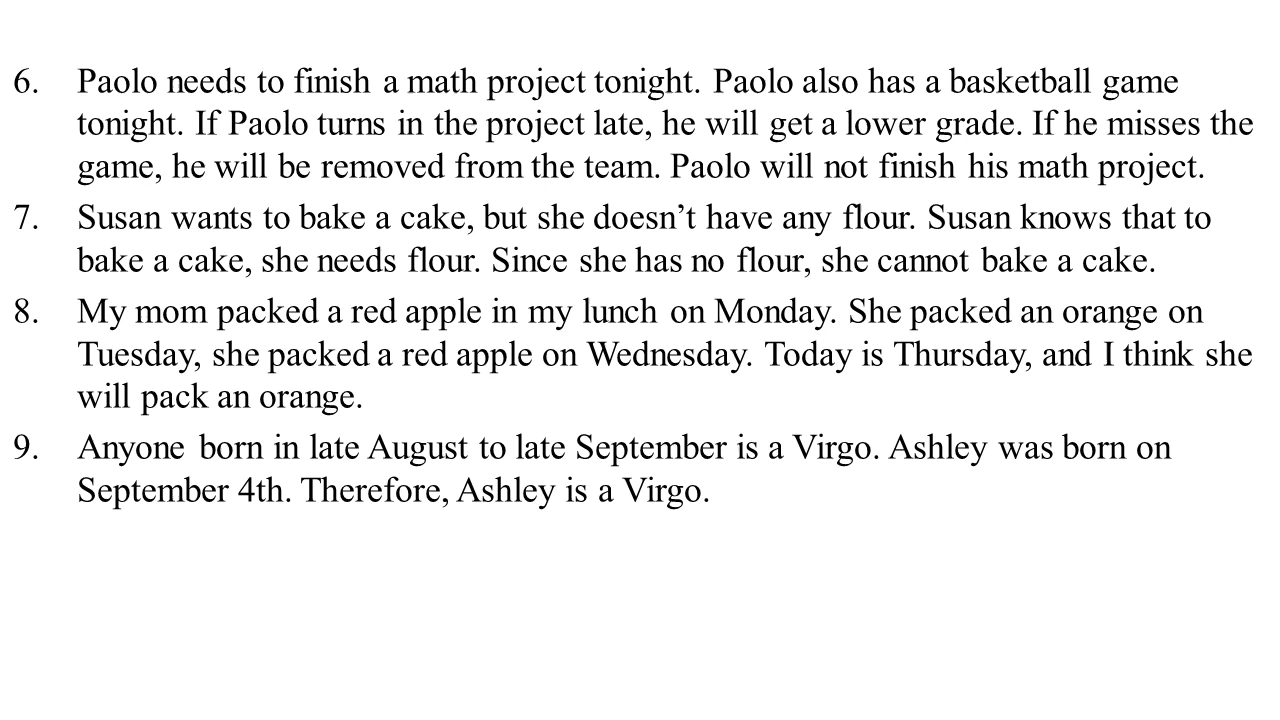 6. Paolo needs to finish a math project tonight. Paolo also has a basketball game
tonight. If Paolo turns in the project late, he will get a lower grade. If he misses the
game, he will be removed from the team. Paolo will not finish his math project.
7. Susan wants to bake a cake, but she doesn’t have any flour. Susan knows that to
bake a cake, she needs flour. Since she has no flour, she cannot bake a cake.
8. My mom packed a red apple in my lunch on Monday. She packed an orange on
Tuesday, she packed a red apple on Wednesday. Today is Thursday, and I think she
will pack an orange.
9. Anyone born in late August to late September is a Virgo. Ashley was born on
September 4th. Therefore, Ashley is a Virgo.